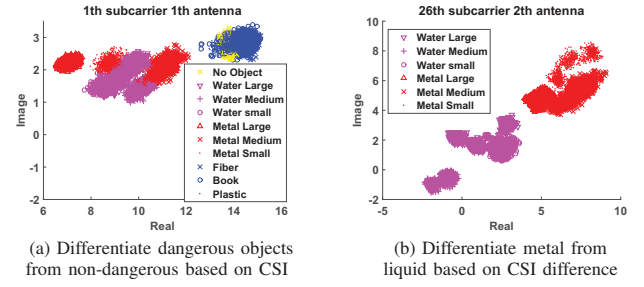 1th subcarrier 1th antenna
Image
3
2
1
0
-1
-2
6
8
10
12
14
16
Real
No Object
Water Large
Water Medium
Water small
Metal Large
Metal Medium
Metal Small
Fiber
Book
Plastic
(a) Differentiate dangerous objects
from non-dangerous based on CSI
26th subcarrier 2th antenna
Image
10
8
6
4
2
0
-2
-5
0
5
10
Real
Water Large
Water Medium
Water small
Metal Large
Metal Medium
Metal Small
(b) Differentiate metal from
liquid based on CSI difference